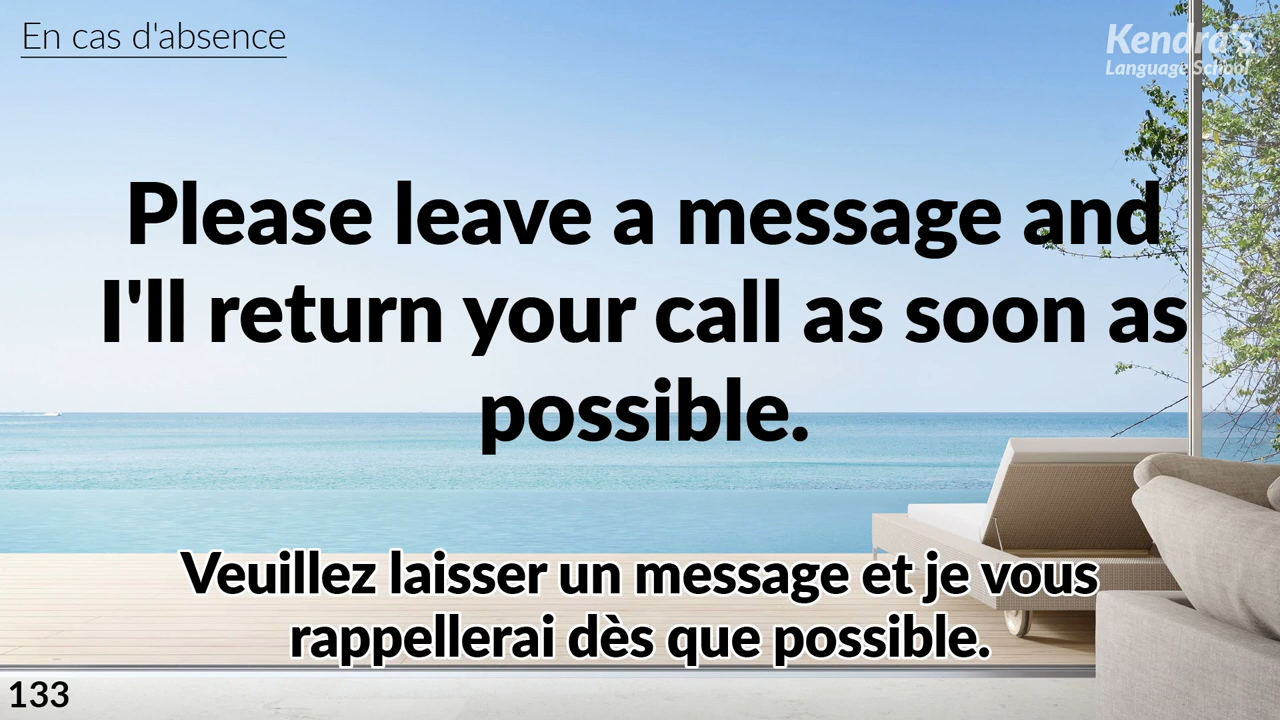 En cas d'absence
Kendra's
Language School
Please leave a message and
I'll return your call as soon as
possible.
Veuillez laisser un message et je vous
rappellerai dès que possible.
133